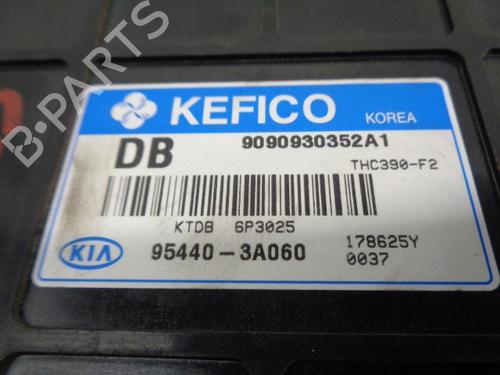 KEFICO KOREA
DB 9090930352A1
THC390-F2
KTDB 6P3025
KIA 95440-3A060 178625Y
0037
B-PARTS